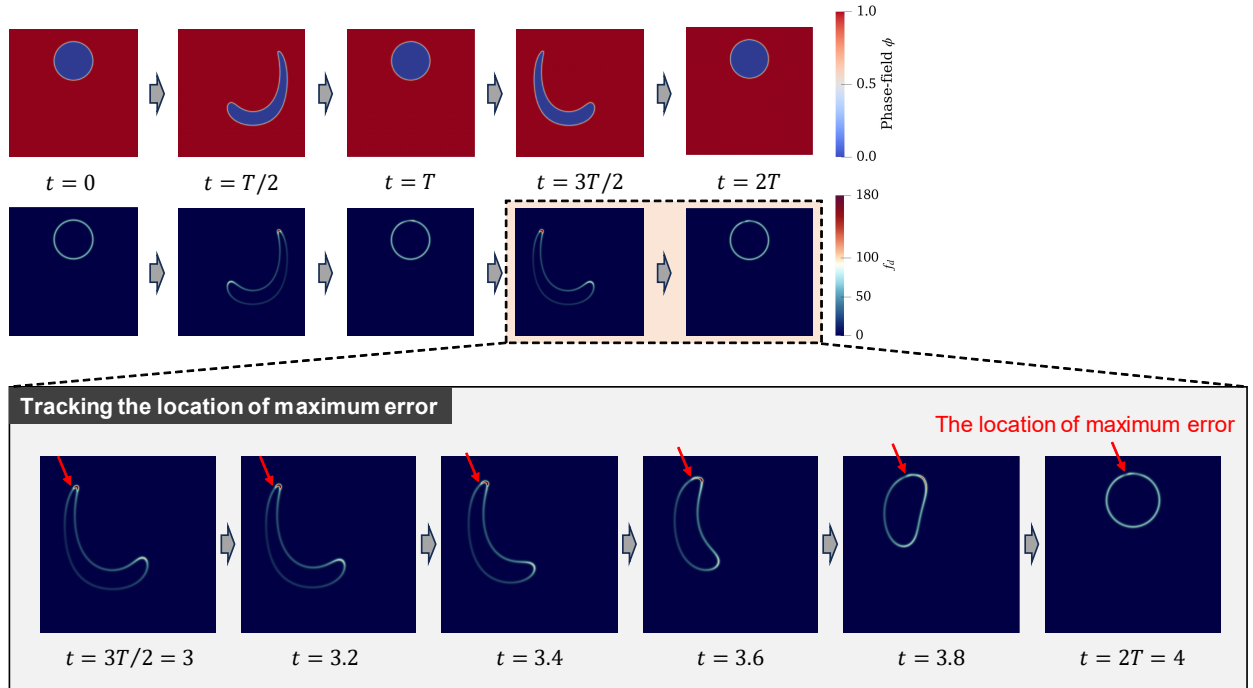 1.0
0.5
0.0
Phase-field ϕ
t = 0
t = T/2
t = T
t = 3T/2
t = 2T
180
100
50
0
f_d
Tracking the location of maximum error
The location of maximum error
t = 3T/2 = 3
t = 3.2
t = 3.4
t = 3.6
t = 3.8
t = 2T = 4